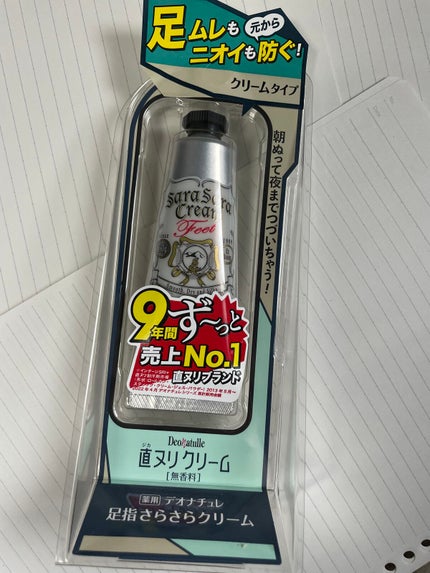 足ムレも
ニオイも防ぐ!
元から
クリームタイプ
朝ぬって夜までつづいちゃう!
Sara Sara
Cream
Feet
9年間ず〜っと
売上No.1
直ヌリブランド
Deonatulle
ジカ
直ヌリ クリーム
[無香料]
薬用 デオナチュレ
足指さらさらクリーム